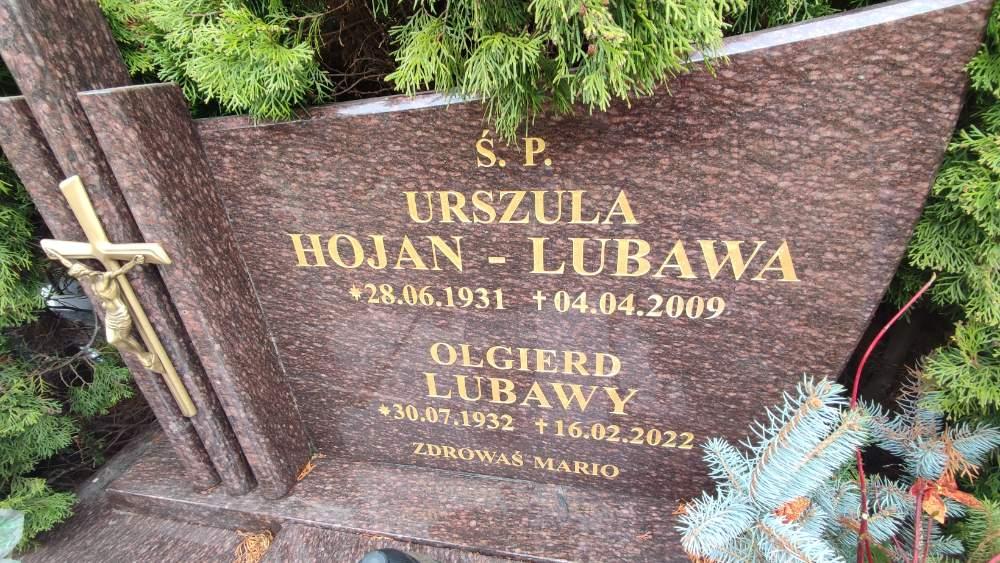 Ś. P.
URSZULA
HOJAN - LUBAWA
*28.06.1931 †04.04.2009
OLGIERD
LUBAWY
*30.07.1932 †16.02.2022
ZDROWAŚ MARIO